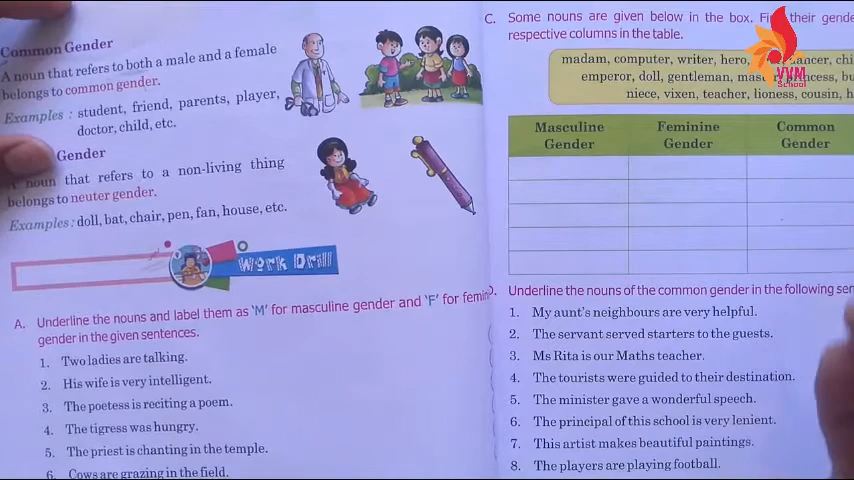 Common Gender
A noun that refers to both a male and a female
belongs to common gender.
Examples : student, friend, parents, player,
doctor, child, etc.
Gender
A noun that refers to a non-living thing
belongs to neuter gender.
Examples: doll, bat, chair, pen, fan, house, etc.
Work Drill
A. Underline the nouns and label them as 'M' for masculine gender and 'F' for
gender in the given sentences.
1. Two ladies are talking.
2. His wife is very intelligent.
3. The poetess is reciting a poem.
4. The tigress was hungry.
5. The priest is chanting in the temple.
6. Cows are grazing in the field.
C. Some nouns are given below in the box. their
respective columns in the table.
madam, computer, writer, hero,
emperor, doll, gentleman,
niece, vixen, teacher, lioness, cousin,
VVM
School
Masculine Feminine Common
Gender Gender Gender
Underline the nouns of the common gender in the following
1. My aunt's neighbours are very helpful.
2. The servant served starters to the guests.
3. Ms Rita is our Maths teacher.
4. The tourists were guided to their destination.
5. The minister gave a wonderful speech.
6. The principal of this school is very lenient.
7. This artist makes beautiful paintings.
8. The players are playing football.